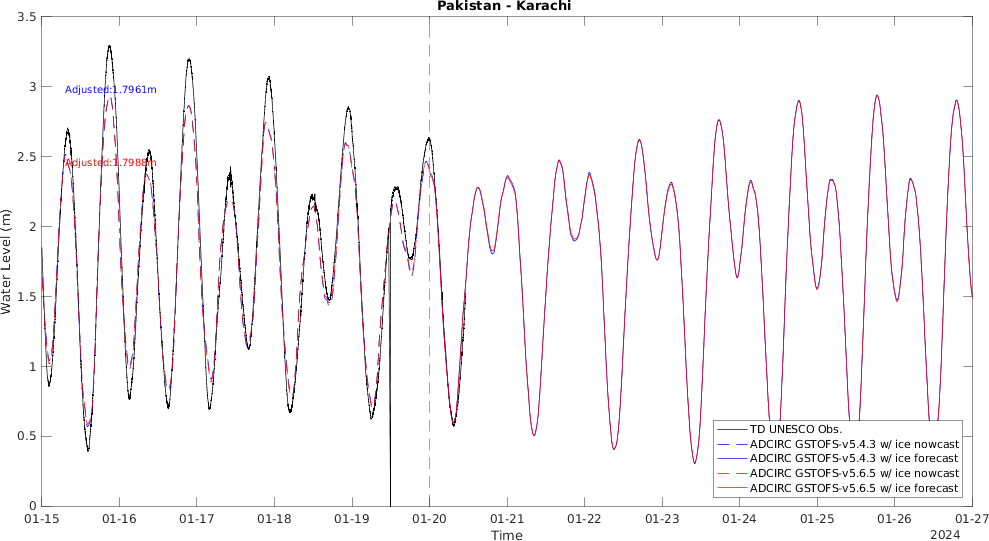 Pakistan - Karachi
3.5
3
2.5
2
1.5
1
0.5
0
Water Level (m)
Adjusted:1.7961m
Adjusted:1.7988m
TD UNESCO Obs.
ADCIRC GSTOFS-v5.4.3 w/ ice nowcast
ADCIRC GSTOFS-v5.4.3 w/ ice forecast
ADCIRC GSTOFS-v5.6.5 w/ ice nowcast
ADCIRC GSTOFS-v5.6.5 w/ ice forecast
01-15 01-16 01-17 01-18 01-19 01-20 01-21 01-22 01-23 01-24 01-25 01-26 01-27
Time
2024